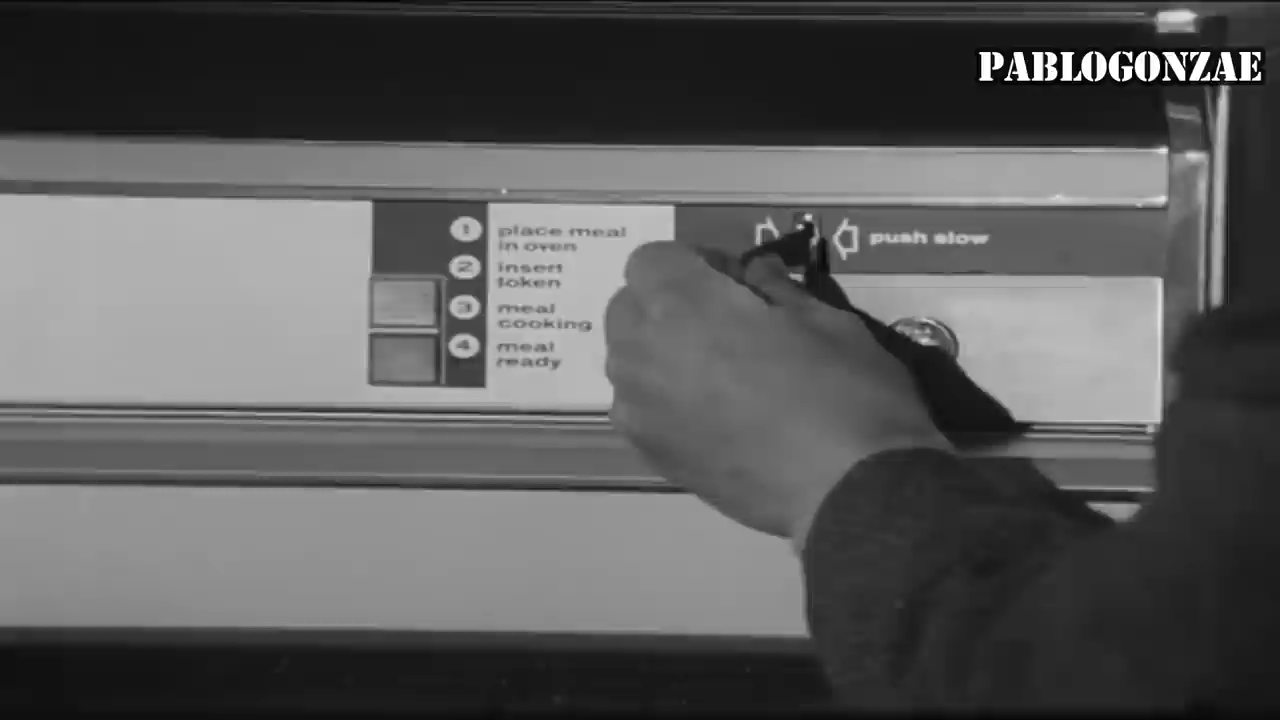 PABLOGONZAE
1 place meal
in oven
2 insert
token
3 meal
cooking
4 meal
ready
push slow